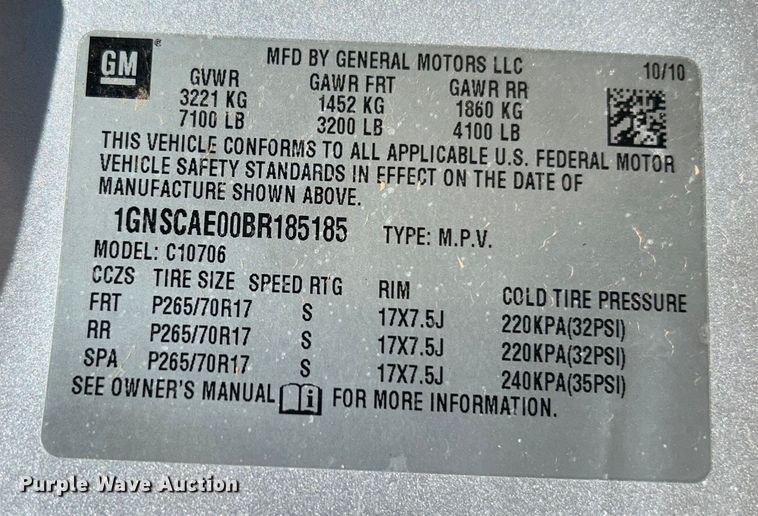 GM
MFD BY GENERAL MOTORS LLC 10/10
GVWR GAWR FRT GAWR RR
3221 KG 1452 KG 1860 KG
7100 LB 3200 LB 4100 LB
THIS VEHICLE CONFORMS TO ALL APPLICABLE U.S. FEDERAL MOTOR
VEHICLE SAFETY STANDARDS IN EFFECT ON THE DATE OF
MANUFACTURE SHOWN ABOVE.
1GNSCAE00BR185185 TYPE: M.P.V.
MODEL: C10706
CCZS TIRE SIZE SPEED RTG RIM COLD TIRE PRESSURE
FRT P265/70R17 S 17X7.5J 220KPA(32PSI)
RR P265/70R17 S 17X7.5J 220KPA(32PSI)
SPA P265/70R17 S 17X7.5J 240KPA(35PSI)
SEE OWNER'S MANUAL i FOR MORE INFORMATION.
Purple Wave Auction